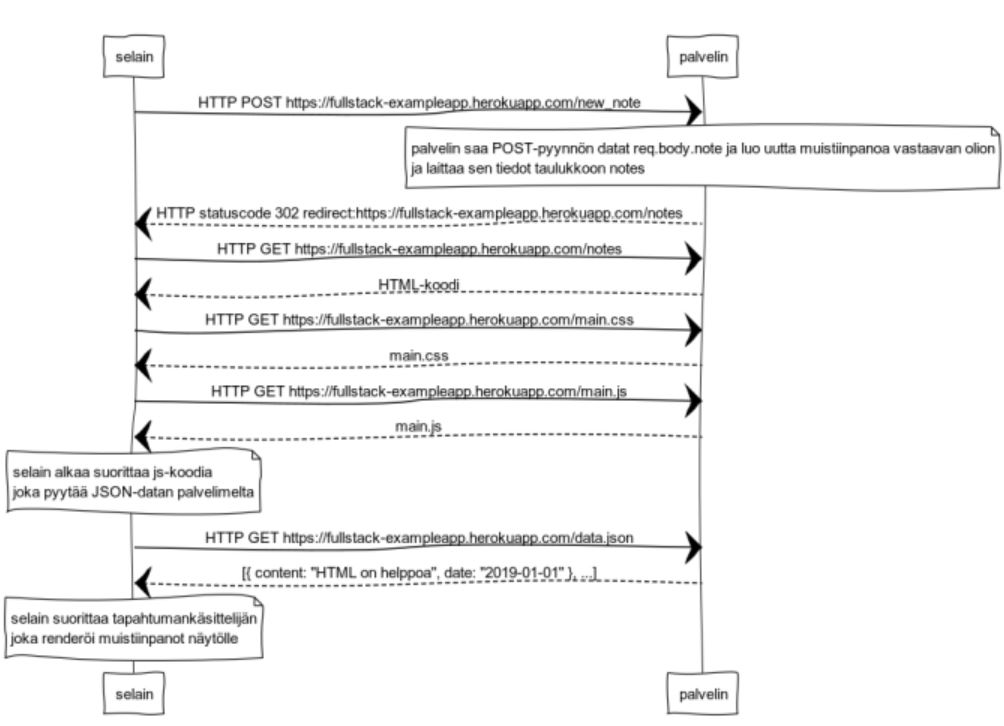 selain
palvelin
HTTP POST https://fullstack-exampleapp.herokuapp.com/new_note
palvelin saa POST-pyynnön datat req.body.note ja luo uutta muistiinpanoa vastaavan olion
ja laittaa sen tiedot taulukkoon notes
HTTP statuscode 302 redirect:https://fullstack-exampleapp.herokuapp.com/notes
HTTP GET https://fullstack-exampleapp.herokuapp.com/notes
HTML-koodi
HTTP GET https://fullstack-exampleapp.herokuapp.com/main.css
main.css
HTTP GET https://fullstack-exampleapp.herokuapp.com/main.js
main.js
selain alkaa suorittaa js-koodia
joka pyytää JSON-datan palvelimelta
HTTP GET https://fullstack-exampleapp.herokuapp.com/data.json
[{ content: "HTML on helppoa", date: "2019-01-01" }, ...]
selain suorittaa tapahtumankäsittelijän
joka renderöi muistiinpanot näytölle
selain
palvelin